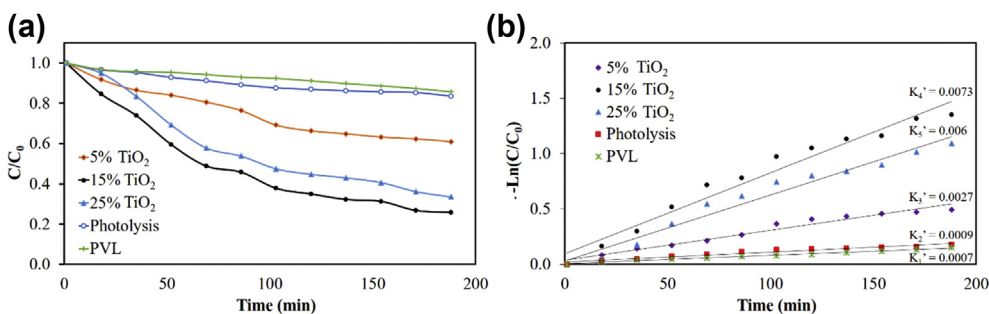 (a)
1.0
0.8
0.6
0.4
0.2
0.0
C/C₀
5% TiO₂
15% TiO₂
25% TiO₂
Photolysis
PVL
0
50
100
150
200
Time (min)
(b)
2.0
1.5
1.0
0.5
0.0
--Ln(C/C₀)
5% TiO₂
15% TiO₂
25% TiO₂
Photolysis
PVL
K₄' = 0.0073
K₅' = 0.006
K₃' = 0.0027
K₂' = 0.0009
K₁' = 0.0007
0
50
100
150
200
Time (min)